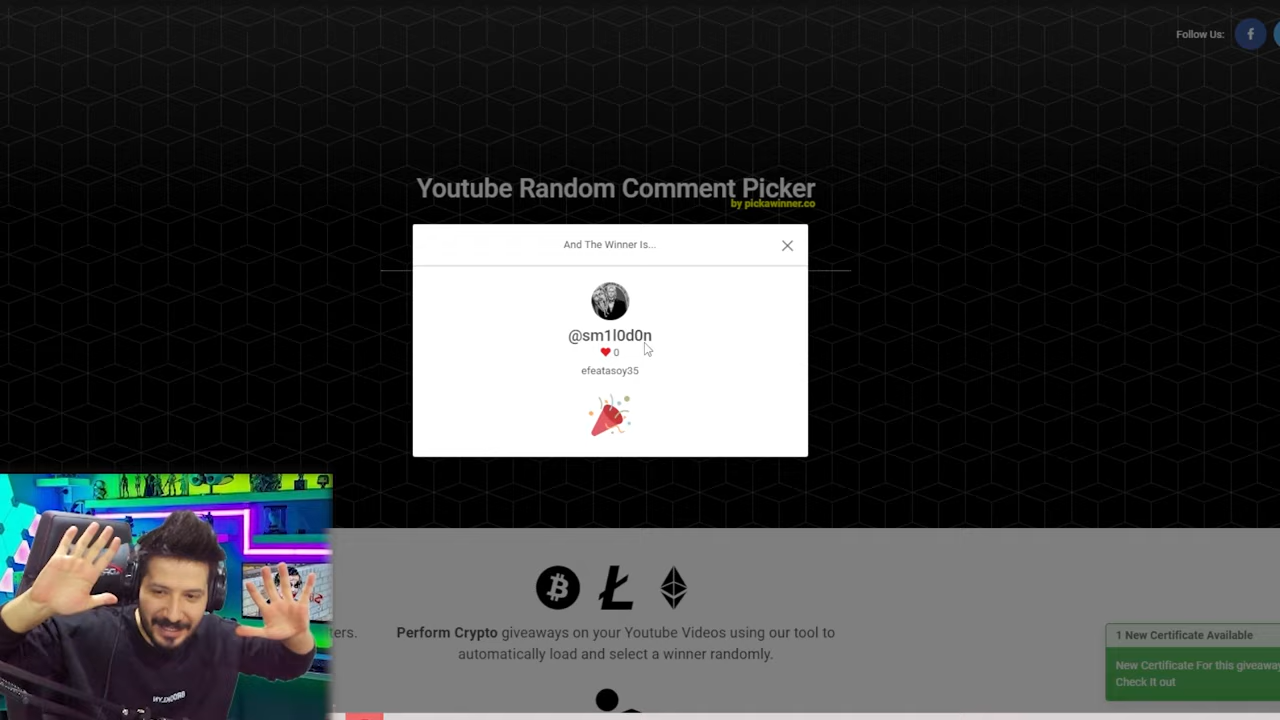 Follow Us:
Youtube Random Comment Picker
by pickawinner.co
And The Winner Is...
@sm1l0d0n
0
efeatasoy35
ters.
Perform Crypto giveaways on your Youtube Videos using our tool to
automatically load and select a winner randomly.
1 New Certificate Available
New Certificate For this giveaway
Check It out